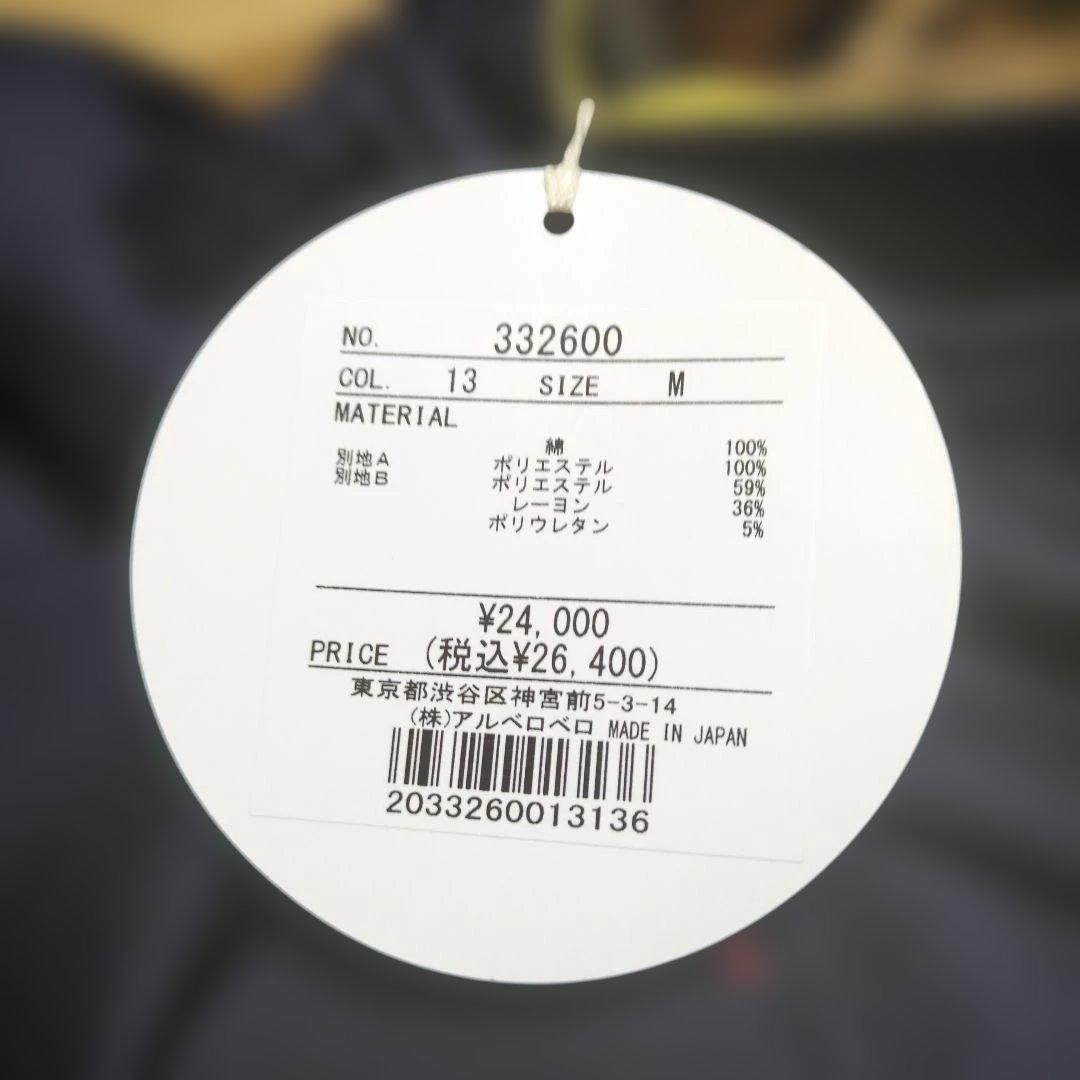 NO. 332600
COL. 13 SIZE M
MATERIAL
綿 100%
別地A ポリエステル 100%
別地B ポリエステル 59%
レーヨン 36%
ポリウレタン 5%
¥24,000
PRICE (税込¥26,400)
東京都渋谷区神宮前5-3-14
(株)アルベロベロ MADE IN JAPAN
2033260013136